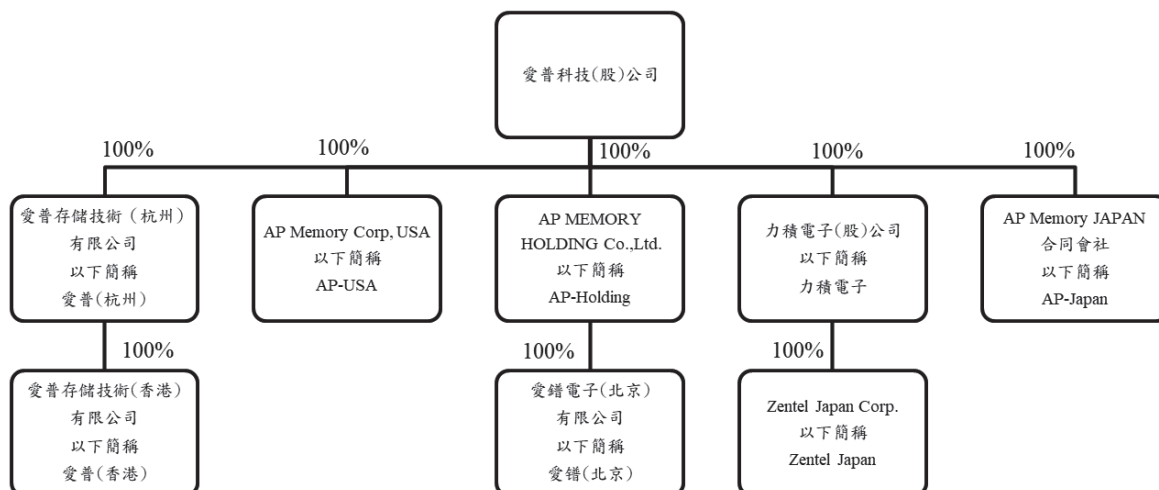 愛普科技(股)公司
100%
100%
100%
100%
100%
愛普存儲技術（杭州）
有限公司
以下簡稱
愛普(杭州)
AP Memory Corp, USA
以下簡稱
AP-USA
AP MEMORY
HOLDING Co.,Ltd.
以下簡稱
AP-Holding
力積電子(股)公司
以下簡稱
力積電子
AP Memory JAPAN
合同會社
以下簡稱
AP-Japan
100%
100%
100%
愛普存儲技術(香港)
有限公司
以下簡稱
愛普(香港)
愛鐠電子(北京)
有限公司
以下簡稱
愛镨(北京)
Zentel Japan Corp.
以下簡稱
Zentel Japan